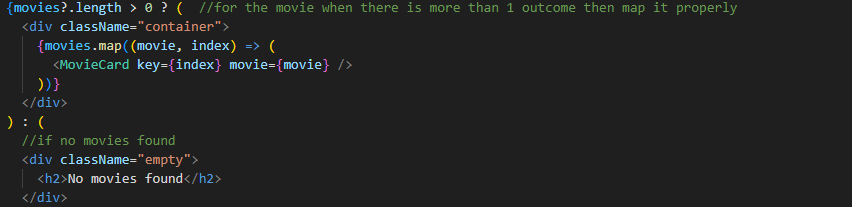 {movies?.length > 0 ? (  //for the movie when there is more than 1 outcome then map it properly
  <div className="container">
    {movies.map((movie, index) => (
      <MovieCard key={index} movie={movie} />
    ))}
  </div>
) : (
  //if no movies found
  <div className="empty">
    <h2>No movies found</h2>
  </div>